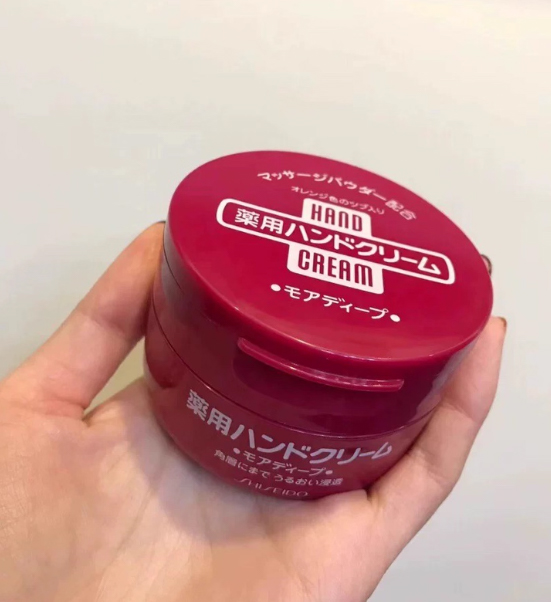 マッサージパウダー配合
オレンジ色のツブ入り
HAND
薬用ハンドクリーム
CREAM
•モアディープ•
薬用ハンドクリーム
•モアディープ•
角層にまで うるおい浸透
SHISEIDO